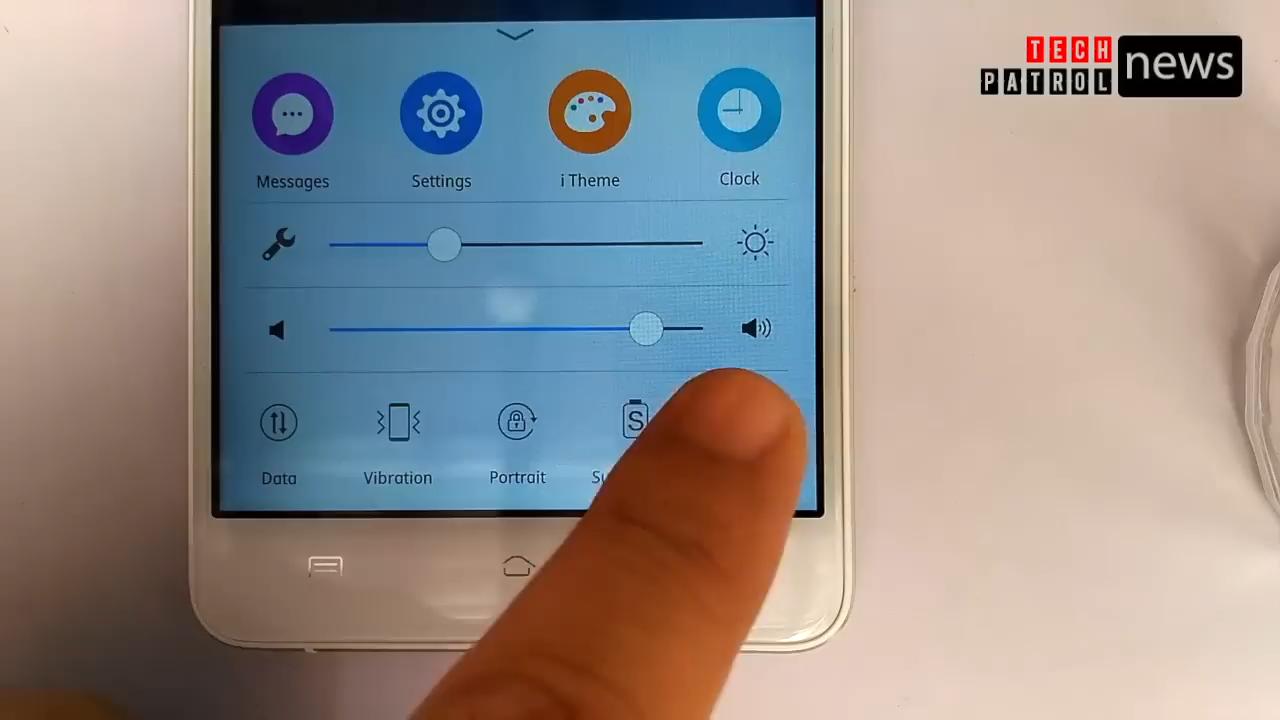 TECH
PATROL news
Messages Settings i Theme Clock
S
Data Vibration Portrait